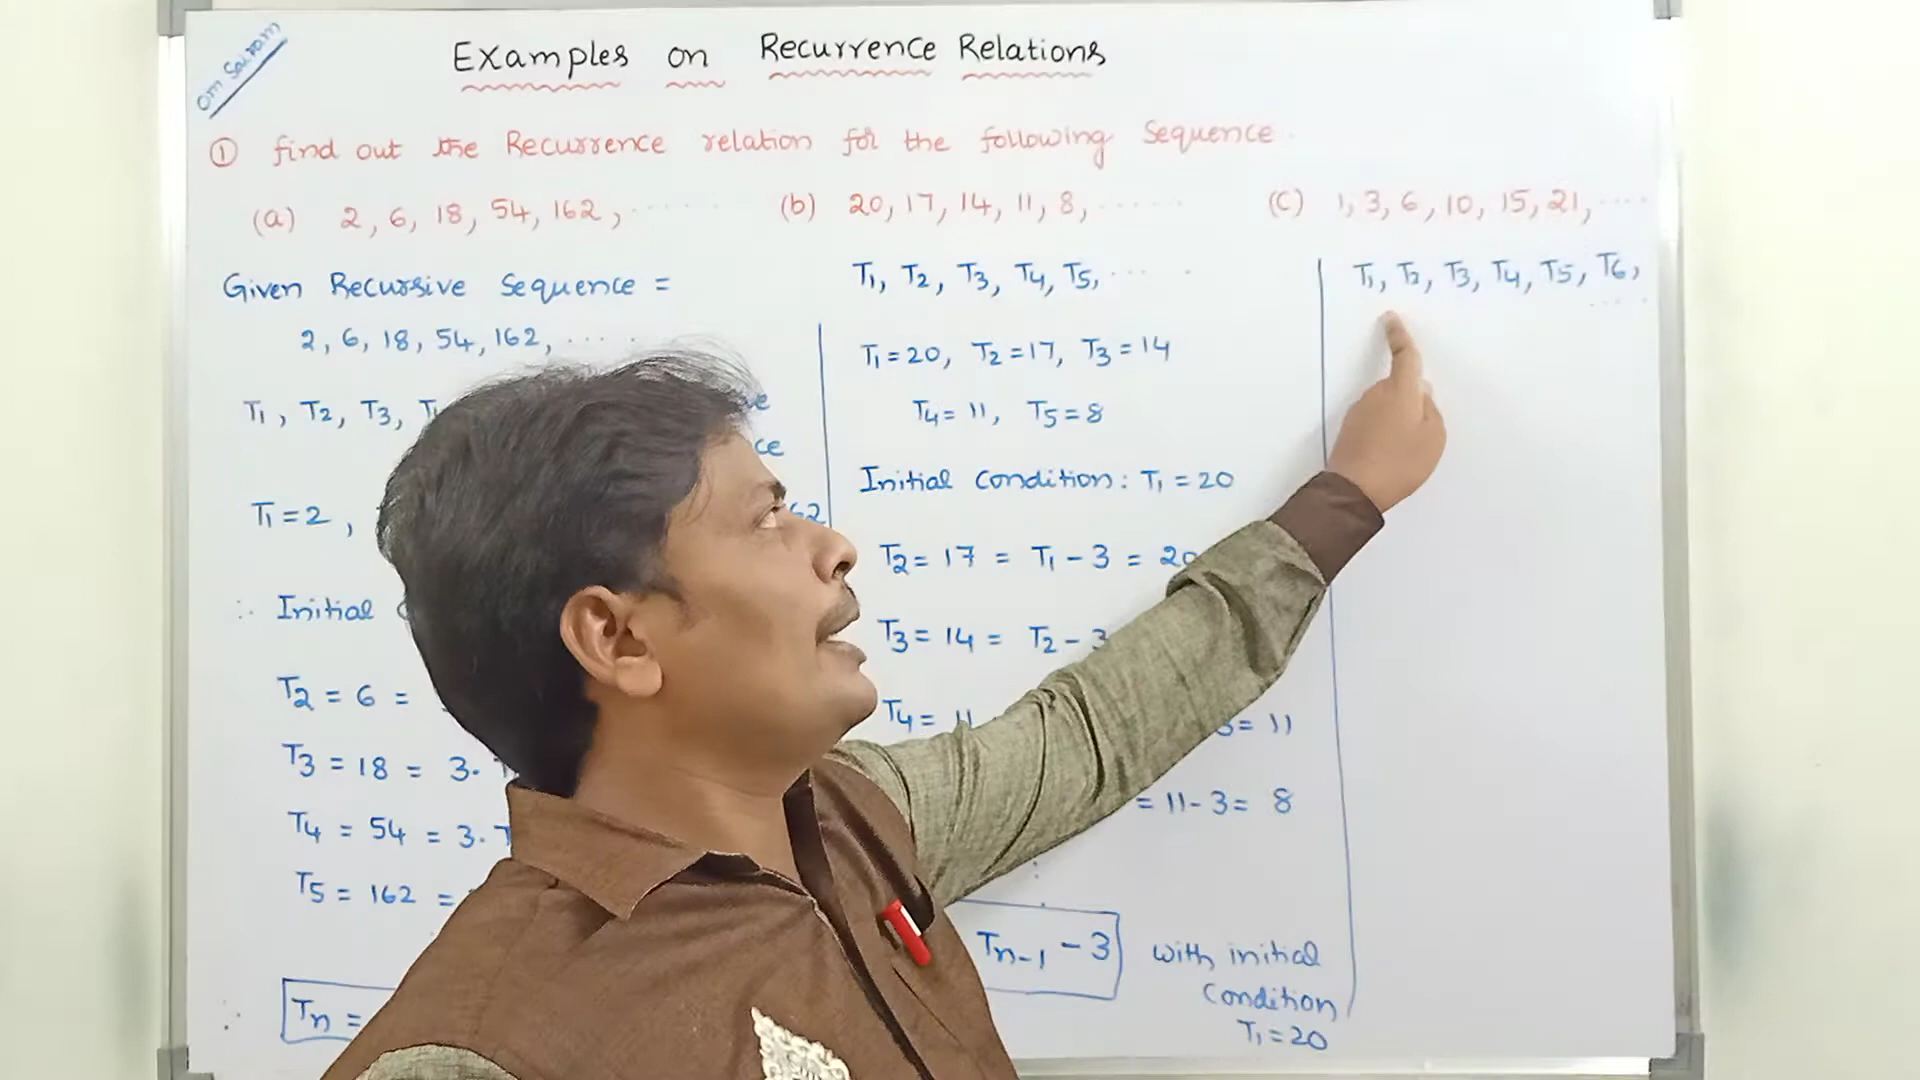 Om Sairam
Examples on Recurrence Relations
① find out the Recurrence relation for the following Sequence.
(a) 2, 6, 18, 54, 162, ......
Given Recursive Sequence =
2, 6, 18, 54, 162, ....
T1, T2, T3,
T1 = 2,
∴ Initial
T2 = 6 =
T3 = 18 = 3.
T4 = 54 = 3.
T5 = 162 =
∴ Tn =
(b) 20, 17, 14, 11, 8, ......
T1, T2, T3, T4, T5, ....
T1 = 20, T2 = 17, T3 = 14
T4 = 11, T5 = 8
Initial Condition: T1 = 20
T2 = 17 = T1 - 3 = 20
T3 = 14 = T2 - 3
T4 = 11 3 = 11
= 11 - 3 = 8
Tn-1 - 3 with initial
Condition
T1 = 20
(c) 1, 3, 6, 10, 15, 21, ....
T1, T2, T3, T4, T5, T6,
....